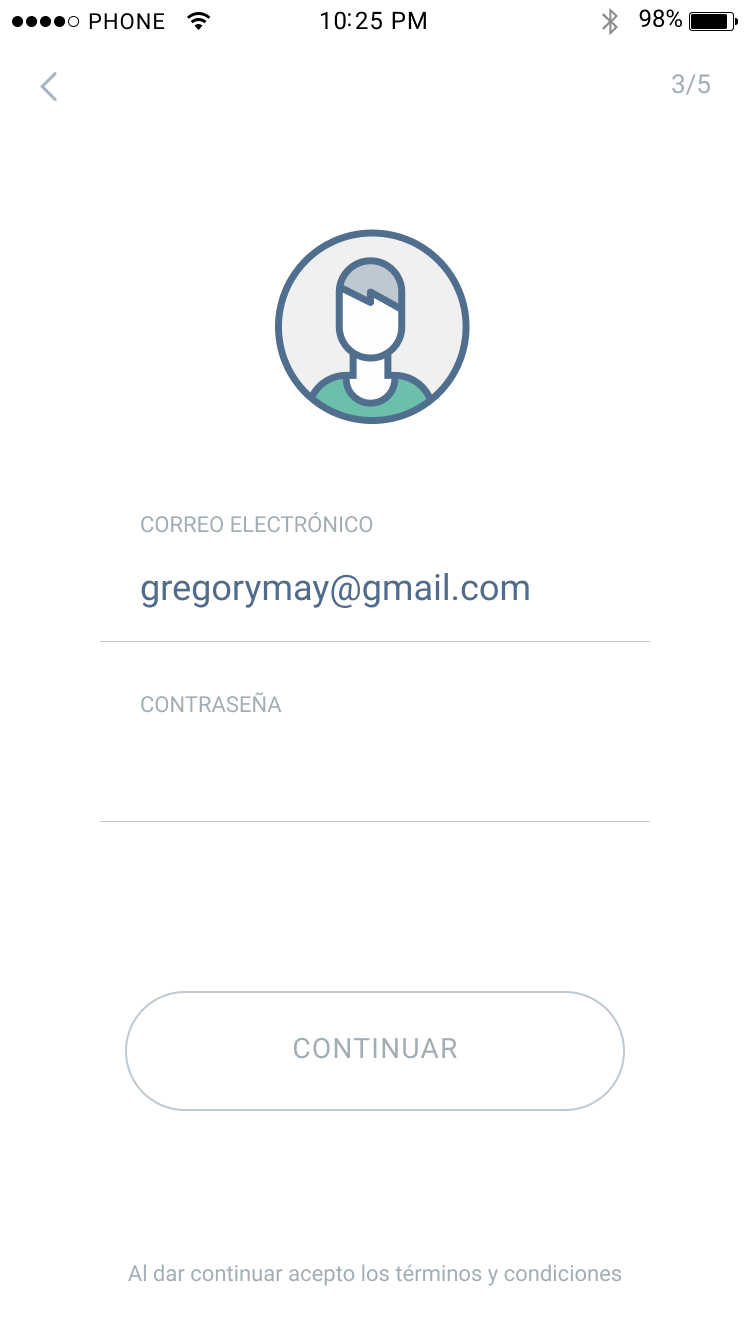 PHONE 10:25 PM 98%
3/5
CORREO ELECTRÓNICO
gregorymay@gmail.com
CONTRASEÑA
CONTINUAR
Al dar continuar acepto los términos y condiciones